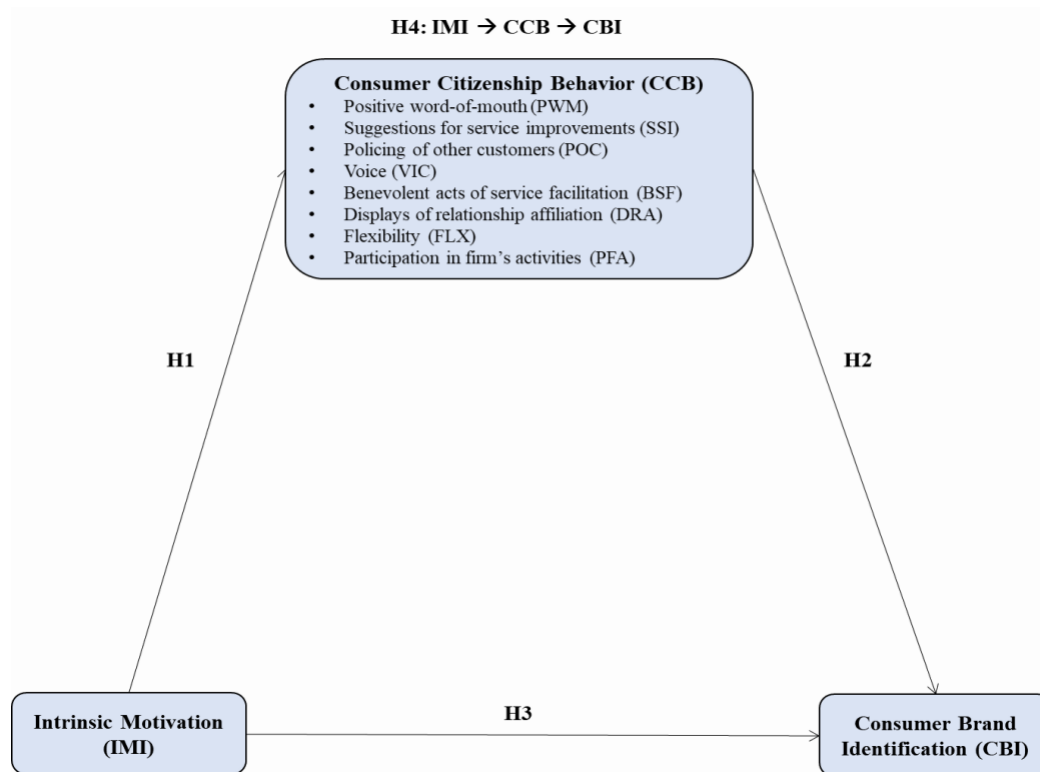 H4: IMI → CCB → CBI
Consumer Citizenship Behavior (CCB)
• Positive word-of-mouth (PWM)
• Suggestions for service improvements (SSI)
• Policing of other customers (POC)
• Voice (VIC)
• Benevolent acts of service facilitation (BSF)
• Displays of relationship affiliation (DRA)
• Flexibility (FLX)
• Participation in firm's activities (PFA)
H1
H2
Intrinsic Motivation
(IMI)
H3
Consumer Brand
Identification (CBI)